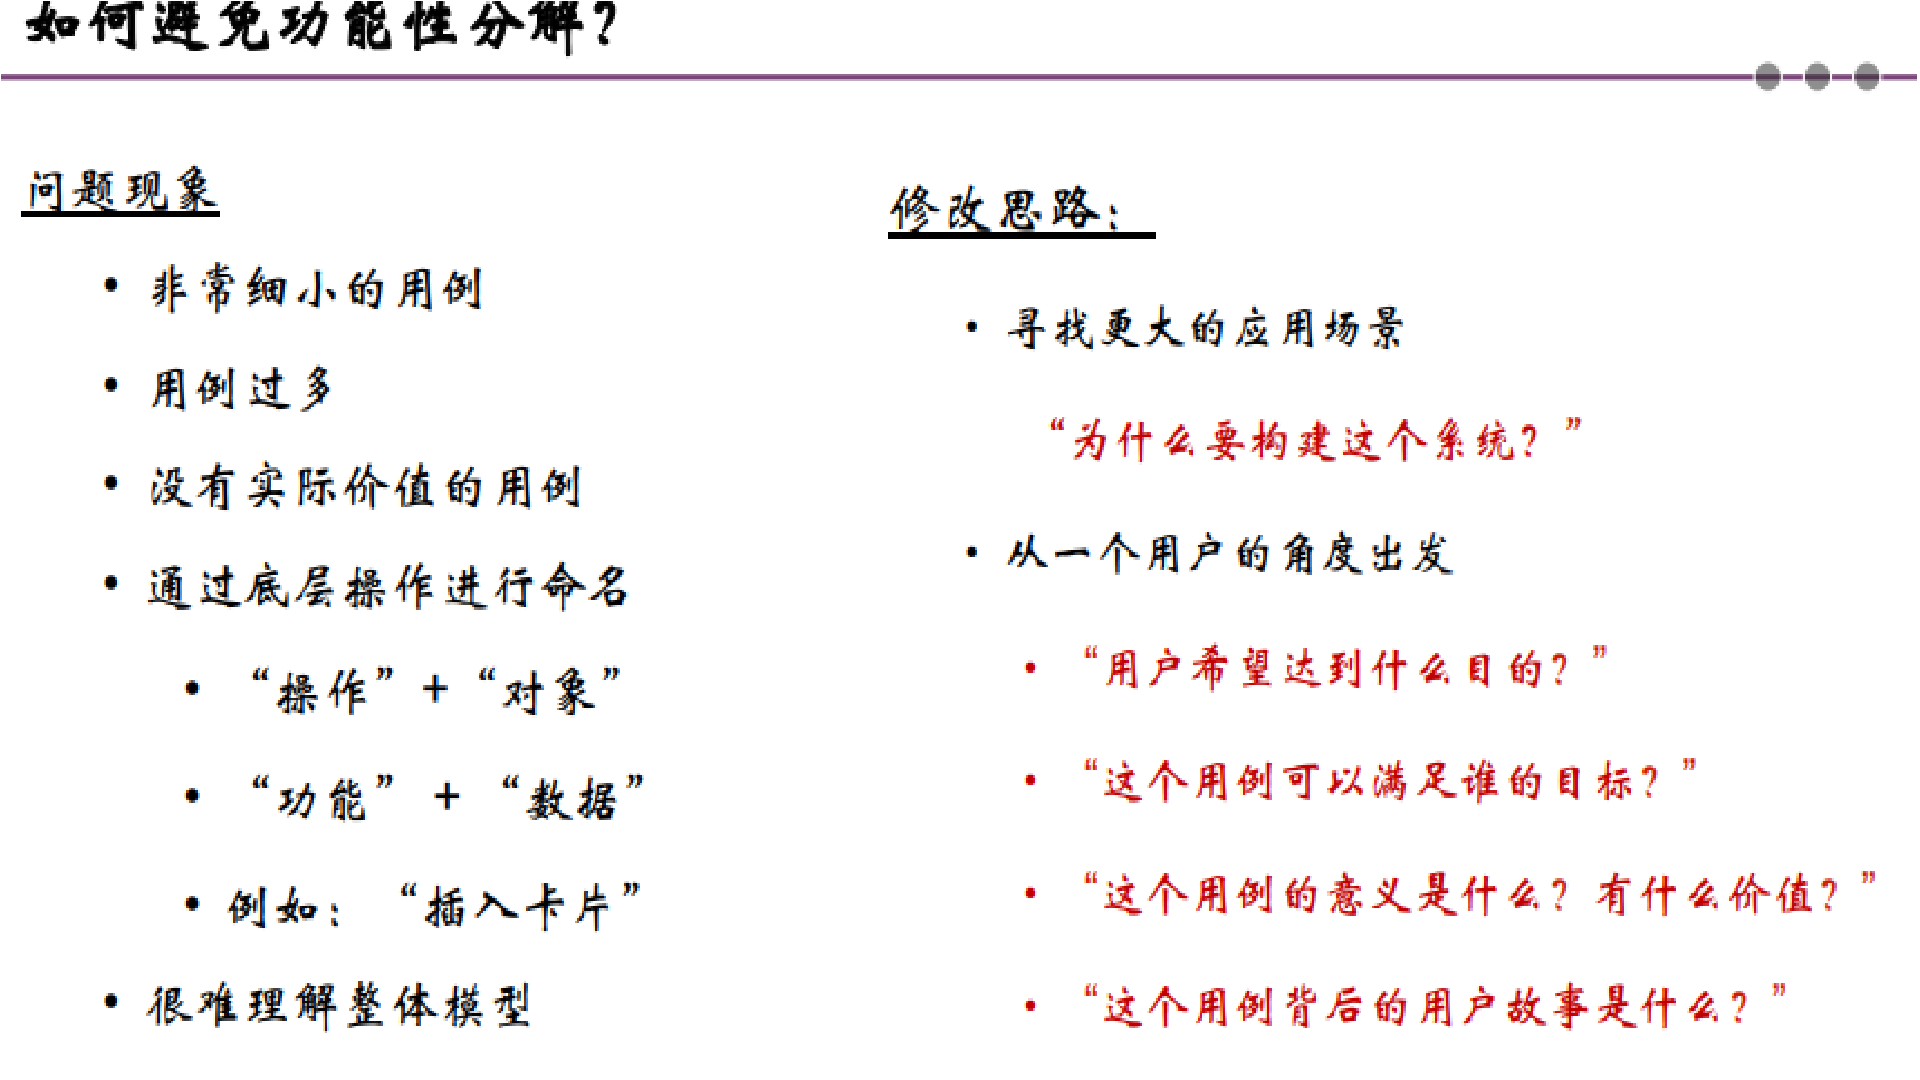 如何避免功能性分解？
问题现象
• 非常细小的用例
• 用例过多
• 没有实际价值的用例
• 通过底层操作进行命名
• “操作”+“对象”
• “功能” + “数据”
• 例如：“插入卡片”
• 很难理解整体模型
修改思路：
• 寻找更大的应用场景
“为什么要构建这个系统？”
• 从一个用户的角度出发
• “用户希望达到什么目的？”
• “这个用例可以满足谁的目标？”
• “这个用例的意义是什么？有什么价值？”
• “这个用例背后的用户故事是什么？”